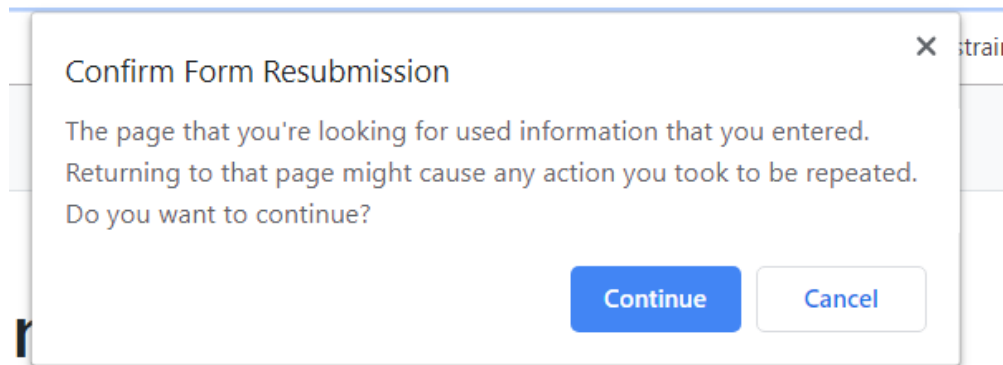 Confirm Form Resubmission
The page that you're looking for used information that you entered.
Returning to that page might cause any action you took to be repeated.
Do you want to continue?
Continue Cancel